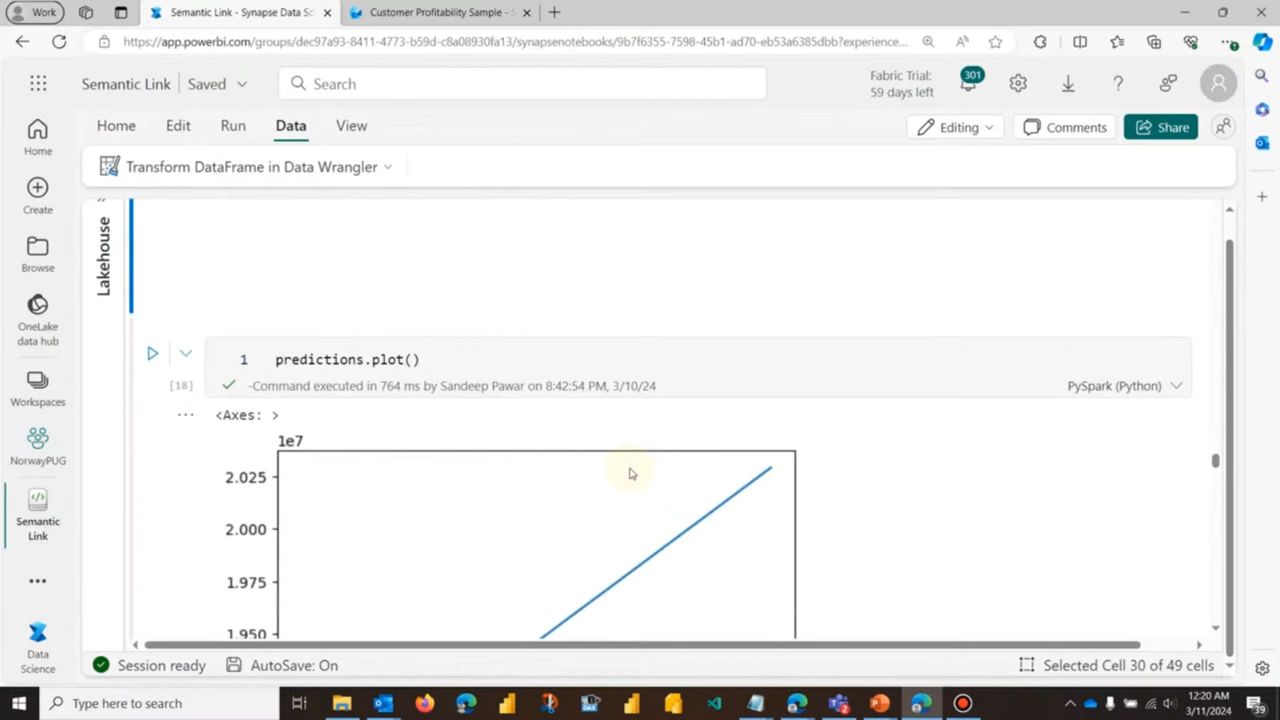 Work
Semantic Link - Synapse Data Sc
Customer Profitability Sample - S
https://app.powerbi.com/groups/dec97a93-8411-4773-b59d-c8a08930fa13/synapsenotebooks/9b7f6355-7598-45b1-ad70-eb53a6385dbb?experience...
Semantic Link | Saved
Search
Fabric Trial:
59 days left
301
Home
Edit
Run
Data
View
Editing
Comments
Share
Transform DataFrame in Data Wrangler
Home
Create
Browse
OneLake
data hub
Workspaces
NorwayPUG
Semantic
Link
Data
Science
Lakehouse
1 predictions.plot()
[18] -Command executed in 764 ms by Sandeep Pawar on 8:42:54 PM, 3/10/24
PySpark (Python)
<Axes: >
1e7
2.025
2.000
1.975
1.950
Session ready
AutoSave: On
Selected Cell 30 of 49 cells
Type here to search
12:20 AM
3/11/2024
39